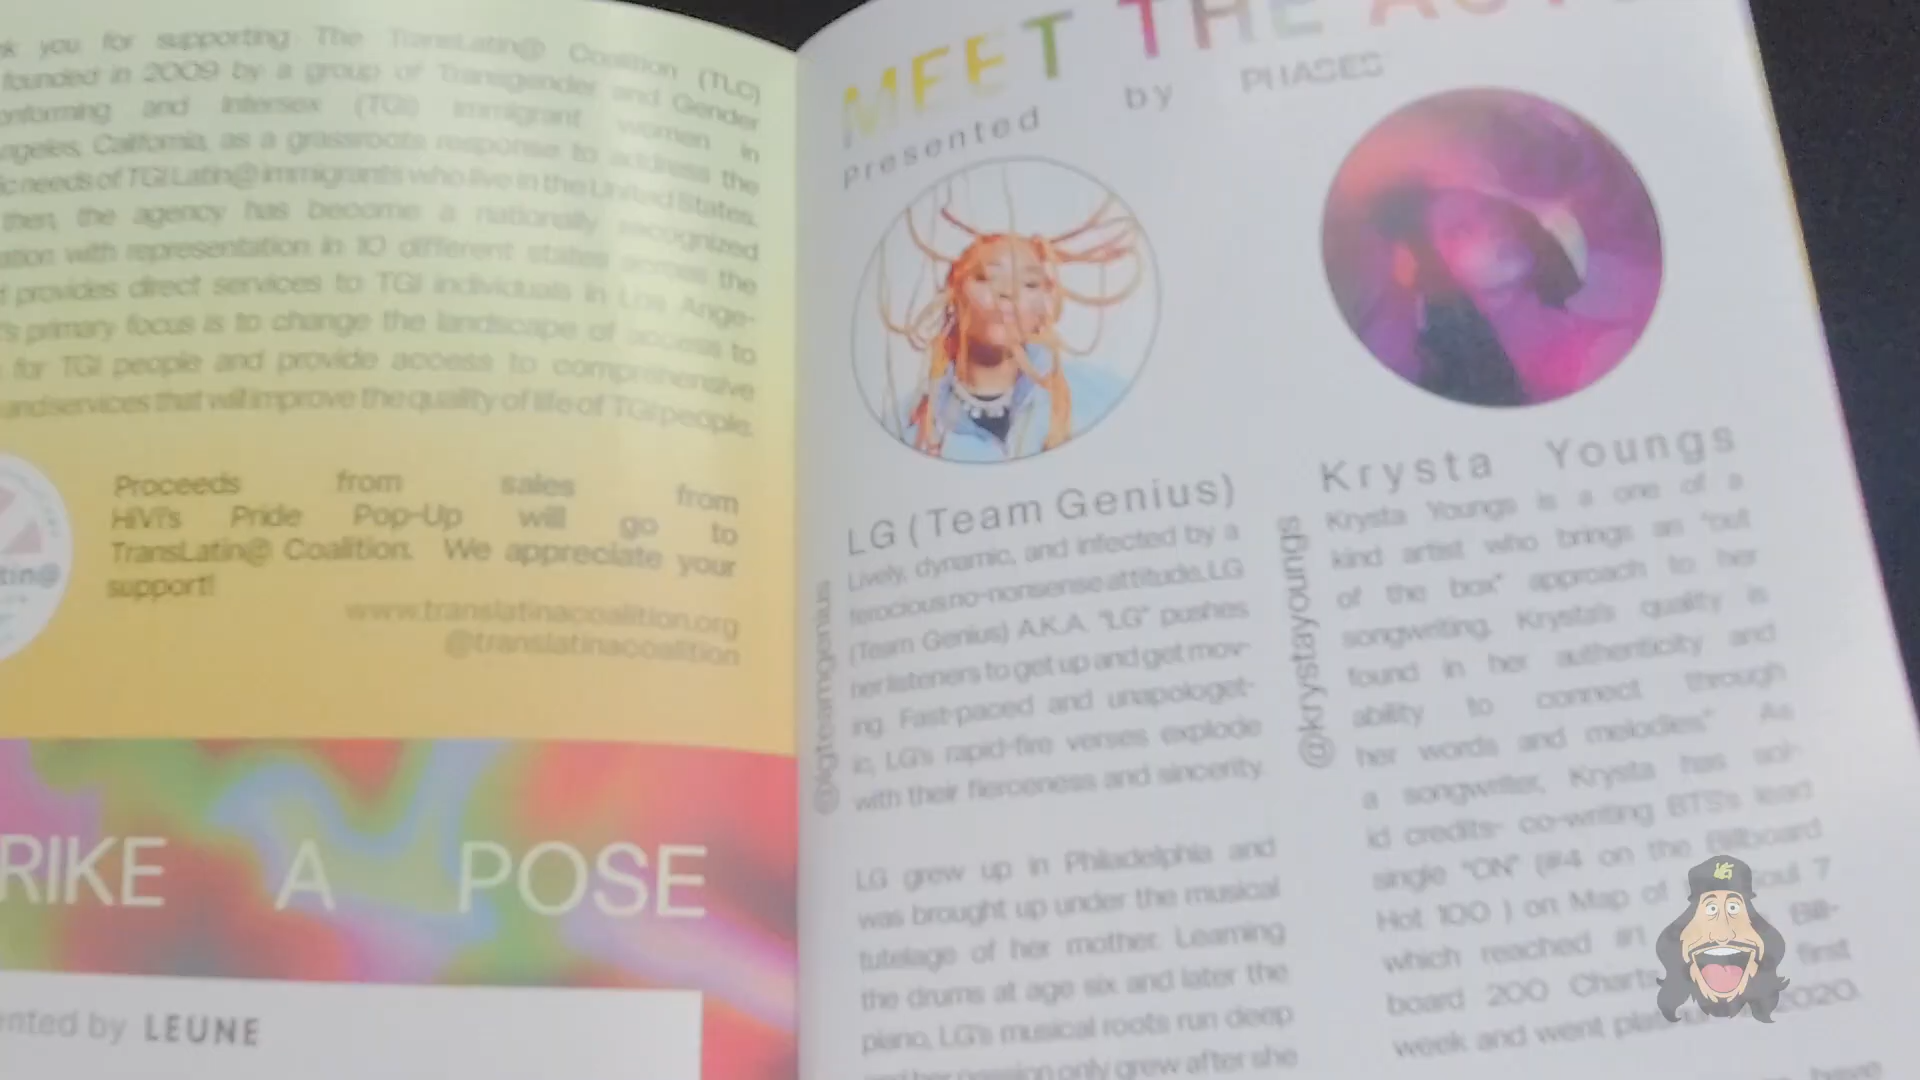 you for supporting The TransLatin@ Coalition (TLC)
founded in 2009 by a group of Transgender and Gender
and Intersex (TGI) immigrant women in
California, as a grassroots response to address the
needs of TGI Latin@ immigrants who live in the United States.
then, the agency has become a nationally recognized
with representation in 10 different states across the
provides direct services to TGI individuals in Los Ange-
primary focus is to change the landscape of access to
for TGI people and provide access to comprehensive
and services that will improve the quality of life of TGI people.
Proceeds from sales from
HiVi's Pride Pop-Up will go to
TransLatin@ Coalition. We appreciate your
support!
www.translatinacoalition.org
@translatinacoalition
RIKE A POSE
by LEUNE
MEET THE
Presented by PHASES
LG (Team Genius)
@lgteamgenius
Lively, dynamic, and infected by a
ferocious no-nonsense attitude, LG
(Team Genius) A.K.A. "LG" pushes
her listeners to get up and get mov-
ing. Fast-paced and unapologet-
ic, LG's rapid-fire verses explode
with their fierceness and sincerity.
LG grew up in Philadelphia and
was brought up under the musical
tutelage of her mother. Learning
the drums at age six and later the
piano, LG's musical roots run deep
and her passion only grew after she
Krysta Youngs
@krystayoungs
Krysta Youngs is a one of a
kind artist who brings an "out
of the box" approach to her
songwriting. Krysta's quality is
found in her authenticity and
ability to connect through
her words and melodies" As
a songwriter, Krysta has sol-
id credits- co-writing BTS's lead
single "ON" (#4 on the Billboard
Hot 100 ) on Map of 7
which reached #1 Bill-
board 200 Charts first
week and went 2020.
have